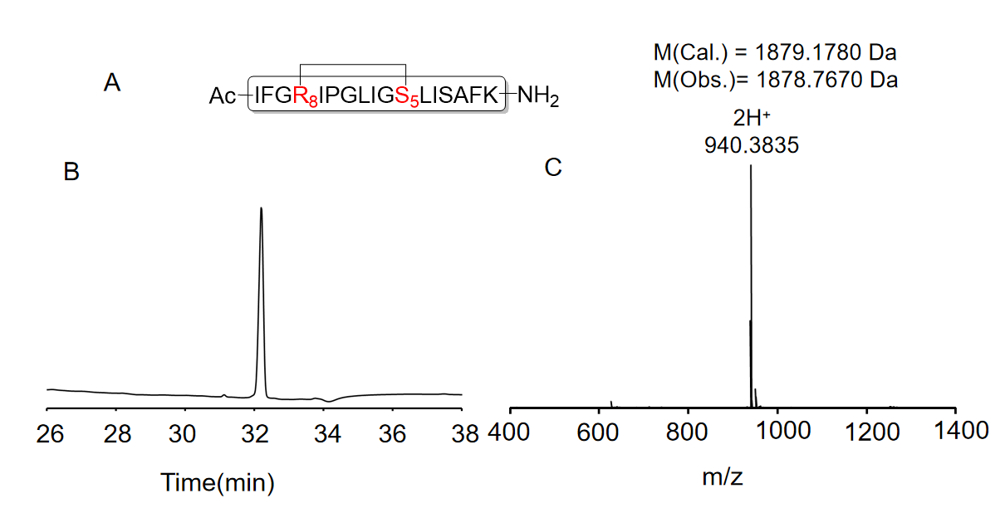 A
Ac-IFGR₈IPGLIGS₅LISAFK-NH₂
M(Cal.) = 1879.1780 Da
M(Obs.)= 1878.7670 Da
2H⁺
940.3835
B
C
26 28 30 32 34 36 38
Time(min)
400 600 800 1000 1200 1400
m/z